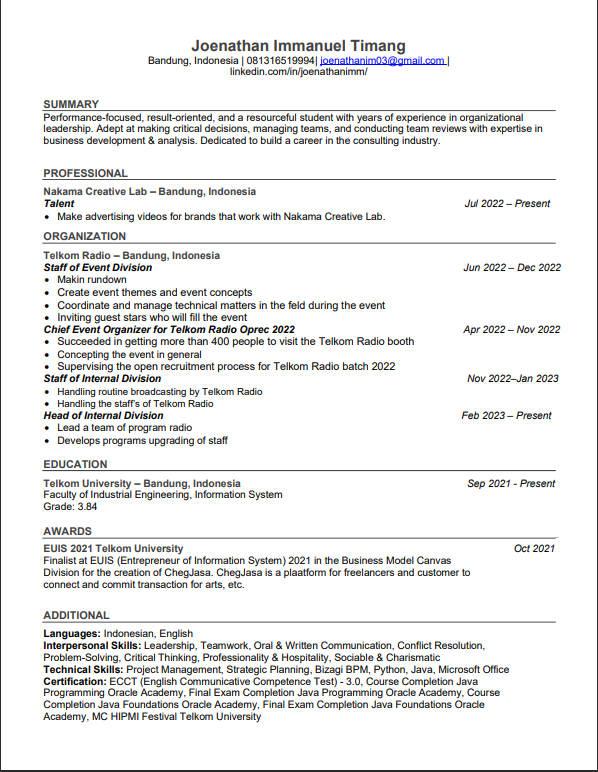 Joenathan Immanuel Timang
Bandung, Indonesia | 081316519994| joenathanim03@gmail.com |
linkedin.com/in/joenathanimm/
SUMMARY
Performance-focused, result-oriented, and a resourceful student with years of experience in organizational
leadership. Adept at making critical decisions, managing teams, and conducting team reviews with expertise in
business development & analysis. Dedicated to build a career in the consulting industry.
PROFESSIONAL
Nakama Creative Lab – Bandung, Indonesia
Talent Jul 2022 – Present
• Make advertising videos for brands that work with Nakama Creative Lab.
ORGANIZATION
Telkom Radio – Bandung, Indonesia
Staff of Event Division Jun 2022 – Dec 2022
• Makin rundown
• Create event themes and event concepts
• Coordinate and manage technical matters in the feld during the event
• Inviting guest stars who will fill the event
Chief Event Organizer for Telkom Radio Oprec 2022 Apr 2022 – Nov 2022
• Succeeded in getting more than 400 people to visit the Telkom Radio booth
• Concepting the event in general
• Supervising the open recruitment process for Telkom Radio batch 2022
Staff of Internal Division Nov 2022–Jan 2023
• Handling routine broadcasting by Telkom Radio
• Handling the staff's of Telkom Radio
Head of Internal Division Feb 2023 – Present
• Lead a team of program radio
• Develops programs upgrading of staff
EDUCATION
Telkom University – Bandung, Indonesia Sep 2021 - Present
Faculty of Industrial Engineering, Information System
Grade: 3.84
AWARDS
EUIS 2021 Telkom University Oct 2021
Finalist at EUIS (Entrepreneur of Information System) 2021 in the Business Model Canvas
Division for the creation of ChegJasa. ChegJasa is a plaatform for freelancers and customer to
connect and commit transaction for arts, etc.
ADDITIONAL
Languages: Indonesian, English
Interpersonal Skills: Leadership, Teamwork, Oral & Written Communication, Conflict Resolution,
Problem-Solving, Critical Thinking, Professionality & Hospitality, Sociable & Charismatic
Technical Skills: Project Management, Strategic Planning, Bizagi BPM, Python, Java, Microsoft Office
Certification: ECCT (English Communicative Competence Test) - 3.0, Course Completion Java
Programming Oracle Academy, Final Exam Completion Java Programming Oracle Academy, Course
Completion Java Foundations Oracle Academy, Final Exam Completion Java Foundations Oracle
Academy, MC HIPMI Festival Telkom University